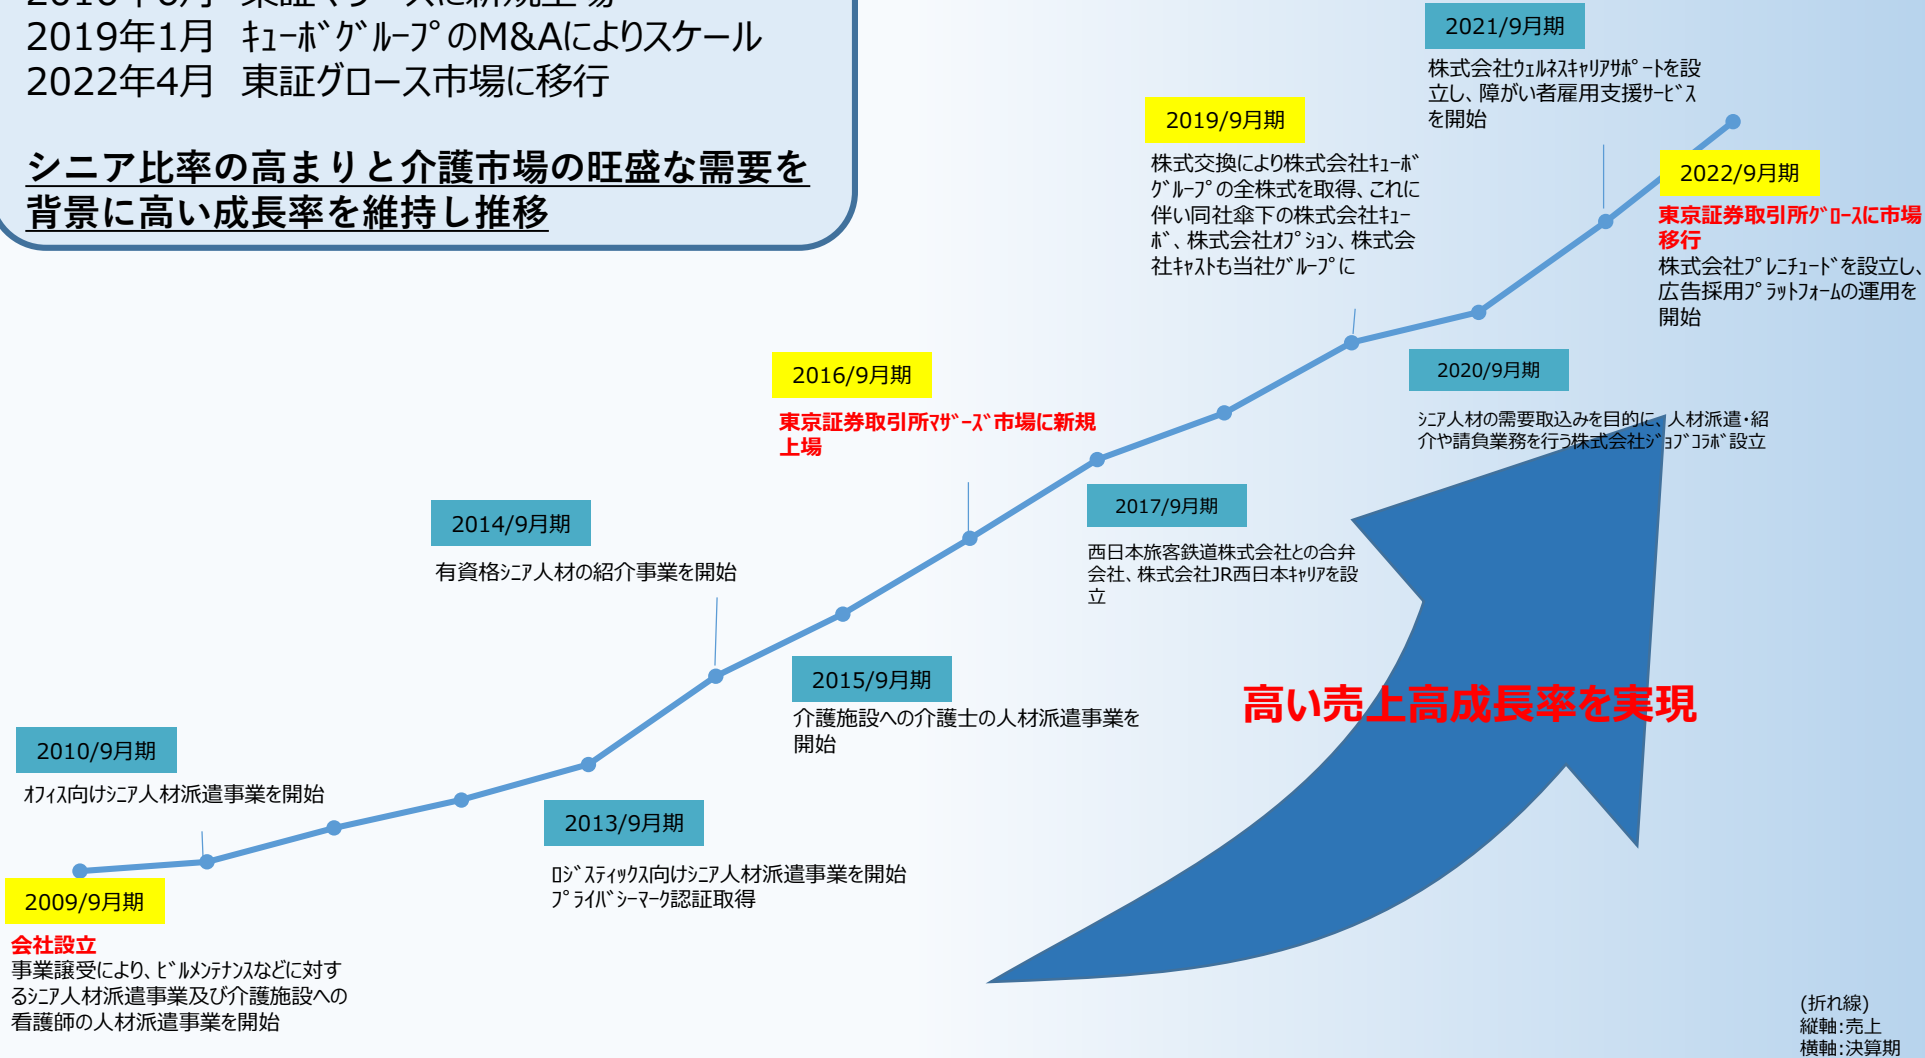 2019年1月 ｷｭｰﾎﾞｸﾞﾙｰﾌﾟのM&Aによりスケール
2022年4月 東証グロース市場に移行
シニア比率の高まりと介護市場の旺盛な需要を
背景に高い成長率を維持し推移
2021/9月期
株式会社ｳｪﾙﾈｽｷｬﾘｱｻﾎﾟｰﾄを設
立し、障がい者雇用支援ｻｰﾋﾞｽ
を開始
2019/9月期
株式交換により株式会社ｷｭｰﾎﾞ
ｸﾞﾙｰﾌﾟの全株式を取得、これに
伴い同社傘下の株式会社ｷｭｰ
ﾎﾞ、株式会社ｵﾌﾟｼｮﾝ、株式会
社ｷｬｽﾄも当社ｸﾞﾙｰﾌﾟに
2022/9月期
東京証券取引所ｸﾞﾛｰｽに市場
移行
株式会社ﾌﾟﾚﾆﾁｭｰﾄﾞを設立し、
広告採用ﾌﾟﾗｯﾄﾌｫｰﾑの運用を
開始
2016/9月期
東京証券取引所ﾏｻﾞｰｽﾞ市場に新規
上場
2020/9月期
ｼﾆｱ人材の需要取込みを目的に、人材派遣・紹
介や請負業務を行う株式会社ｼﾞｮﾌﾞｺﾗﾎﾞ設立
2014/9月期
有資格ｼﾆｱ人材の紹介事業を開始
2017/9月期
西日本旅客鉄道株式会社との合弁
会社、株式会社JR西日本ｷｬﾘｱを設
立
2015/9月期
介護施設への介護士の人材派遣事業を
開始
高い売上高成長率を実現
2010/9月期
ｵﾌｨｽ向けｼﾆｱ人材派遣事業を開始
2013/9月期
ﾛｼﾞｽﾃｨｯｸｽ向けｼﾆｱ人材派遣事業を開始
ﾌﾟﾗｲﾊﾞｼｰﾏｰｸ認証取得
2009/9月期
会社設立
事業譲受により、ﾋﾞﾙﾒﾝﾃﾅﾝｽなどに対す
るｼﾆｱ人材派遣事業及び介護施設への
看護師の人材派遣事業を開始
(折れ線)
縦軸:売上
横軸:決算期